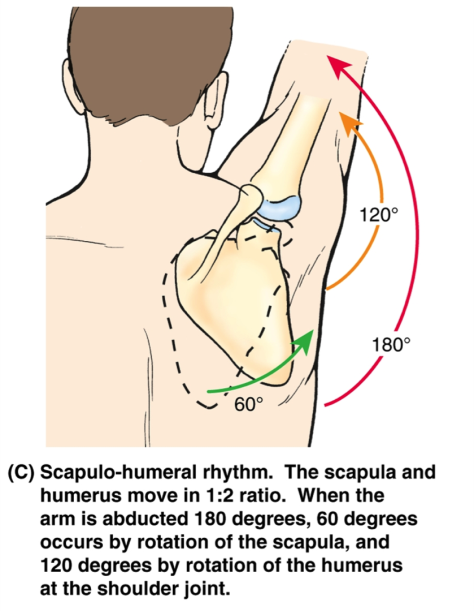 120°
180°
60°
(C) Scapulo-humeral rhythm. The scapula and
humerus move in 1:2 ratio. When the
arm is abducted 180 degrees, 60 degrees
occurs by rotation of the scapula, and
120 degrees by rotation of the humerus
at the shoulder joint.